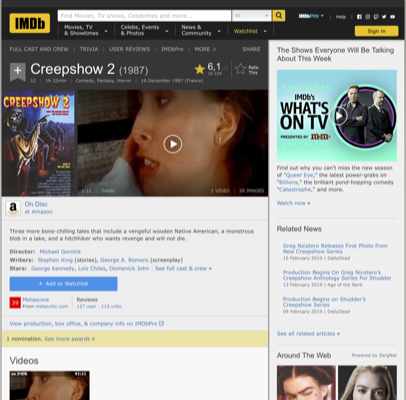 IMDb
Find Movies, TV shows, Celebrities and more...
All
IMDbPro
Help
Movies, TV
& Showtimes
Celebs, Events
& Photos
News &
Community
Watchlist
Sign in
FULL CAST AND CREW | TRIVIA | USER REVIEWS | IMDbPro | MORE
SHARE
Creepshow 2 (1987)
6,1
Rate
This
12 | 1h 32min | Comedy, Fantasy, Horror | 16 December 1987 (France)
CREEPSHOW 2
Trailer
1 VIDEO | 28 IMAGES
a
On Disc
at Amazon
Three more bone-chilling tales that include a vengeful wooden Native American, a monstrous
blob in a lake, and a hitchhiker who wants revenge and will not die.
Director: Michael Gornick
Writers: Stephen King (stories), George A. Romero (screenplay)
Stars: George Kennedy, Lois Chiles, Domenick John | See full cast & crew »
+ Add to Watchlist
39
Metascore
From metacritic.com
Reviews
127 user | 115 critic
View production, box office, & company info on IMDbPro
1 nomination. See more awards »
Videos
The Shows Everyone Will Be Talking
About This Week
IMDb's
WHAT'S
ON TV
PRESENTED BY
Find out why you can't miss the new season
of "Queer Eye," the latest power-grabs on
"Billions," the brilliant pond-hopping comedy
"Catastrophe," and more.
Watch now »
Related News
Greg Nicotero Releases First Photo from
New Creepshow Series
19 February 2019 | DailyDead
Production Begins On Greg Nicotero's
Creepshow Anthology Series For Shudder
13 February 2019 | Age of the Nerd
Production Begins on
Shudder's Creepshow
Series
09 February 2019 | DailyDead
See all related articles »
Around The Web
Powered by ZergNet